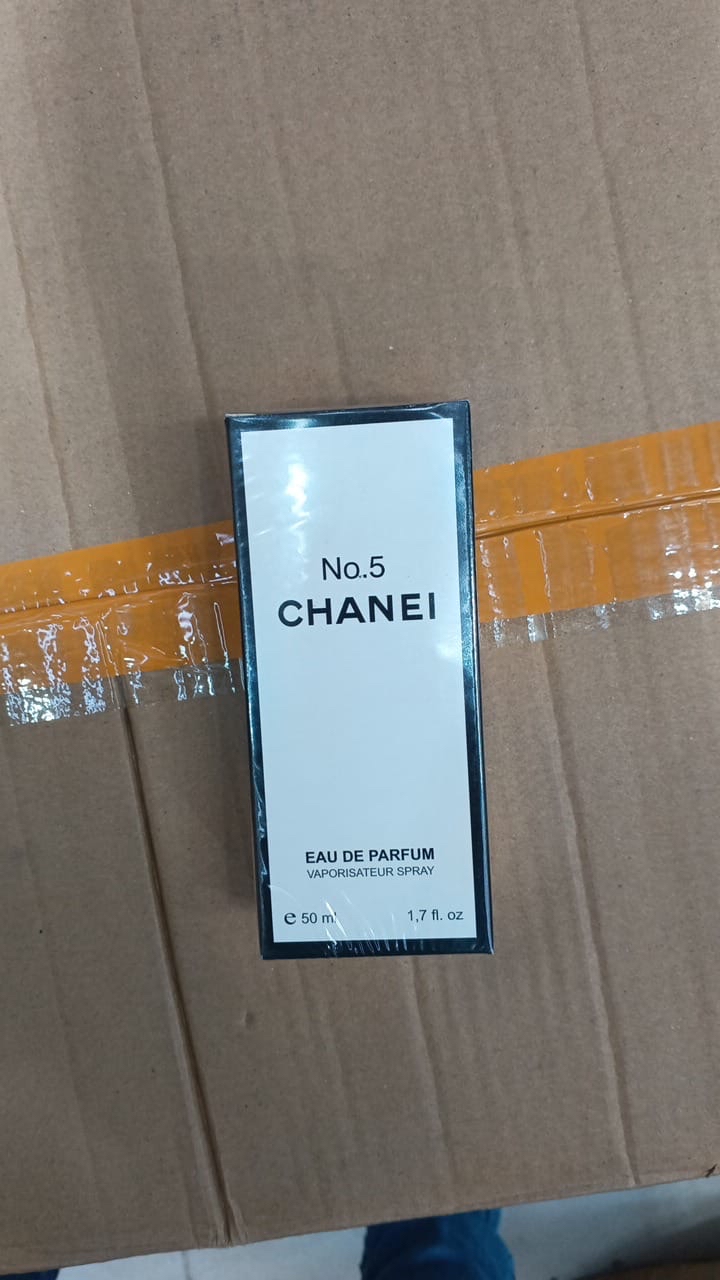 No.5
CHANEI
EAU DE PARFUM
VAPORISATEUR SPRAY
e 50 ml 1,7 fl. oz